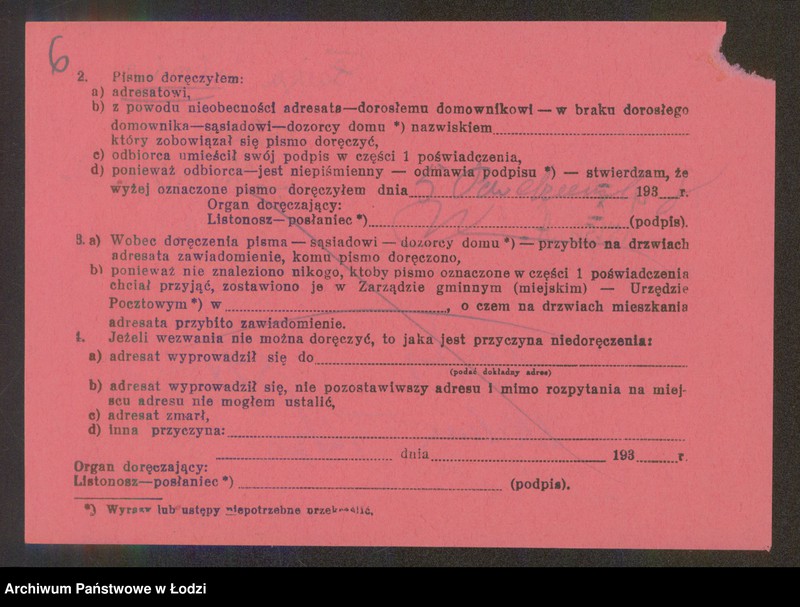 6
2. Pismo doręczyłem:
a) adresatowi,
b) z powodu nieobecności adresata—dorosłemu domownikowi—w braku dorosłego
domownika—sąsiadowi—dozorcy domu *) nazwiskiem
który zobowiązał się pismo doręczyć,
c) odbiorca umieścił swój podpis w części 1 poświadczenia,
d) ponieważ odbiorca—jest niepiśmienny — odmawia podpisu *) — stwierdzam, że
wyżej oznaczone pismo doręczyłem dnia 193 r.
Organ doręczający:
Listonosz—posłaniec *) (podpis).
3. a) Wobec doręczenia pisma — sąsiadowi — dozorcy domu *) — przybito na drzwiach
adresata zawiadomienie, komu pismo doręczono,
b) ponieważ nie znaleziono nikogo, ktoby pismo oznaczone w części 1 poświadczenia
chciał przyjąć, zostawiono je w Zarządzie gminnym (miejskim) — Urzędzie
Pocztowym *) w , o czem na drzwiach mieszkania
adresata przybito zawiadomienie.
4. Jeżeli wezwania nie można doręczyć, to jaka jest przyczyna niedoręczenia:
a) adresat wyprowadził się do
(podać dokładny adres)
b) adresat wyprowadził się, nie pozostawiwszy adresu i mimo rozpytania na miej-
scu adresu nie mogłem ustalić,
c) adresat zmarł,
d) inna przyczyna:
dnia 193 r.
Organ doręczający:
Listonosz—posłaniec *) (podpis).
*) Wyrazy lub ustępy niepotrzebne przekreślić.
Archiwum Państwowe w Łodzi